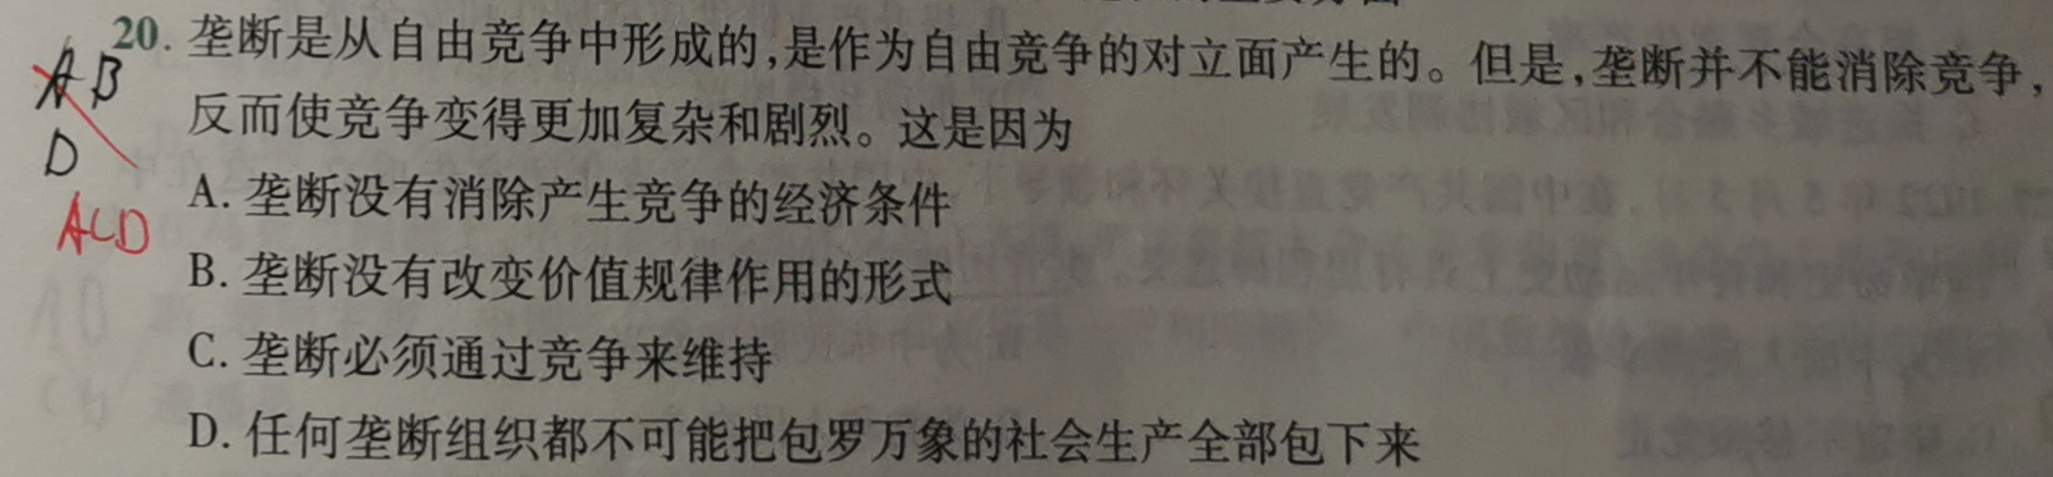 20. 垄断是从自由竞争中形成的,是作为自由竞争的对立面产生的。但是,垄断并不能消除竞争,
反而使竞争变得更加复杂和剧烈。这是因为
A. 垄断没有消除产生竞争的经济条件
B. 垄断没有改变价值规律作用的形式
C. 垄断必须通过竞争来维持
D. 任何垄断组织都不可能把包罗万象的社会生产全部包下来
AB
D
ACD